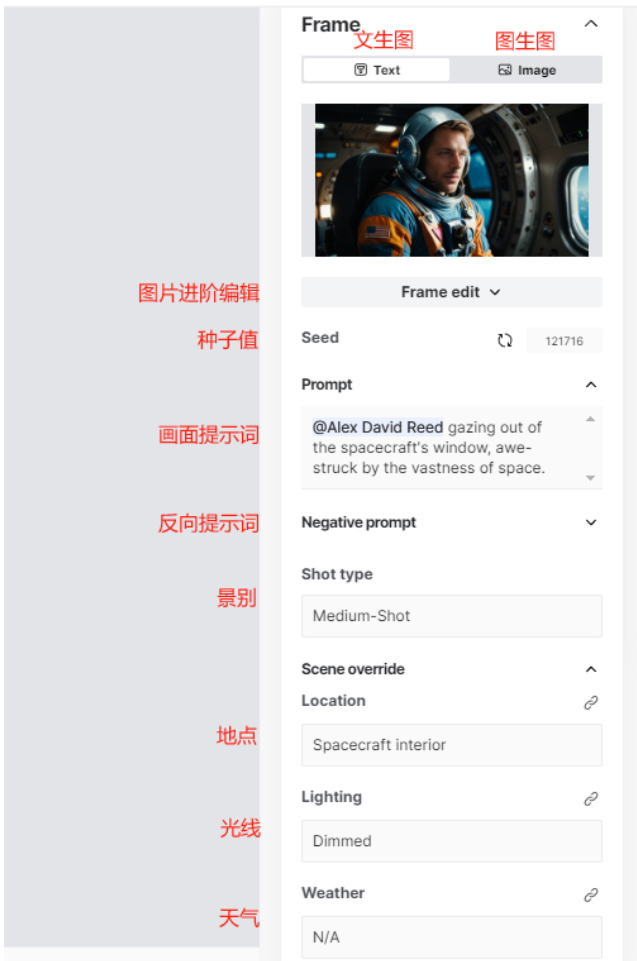 Frame
文生图 图生图
Text Image
图片进阶编辑 Frame edit
种子值 Seed 121716
Prompt
@Alex David Reed gazing out of
画面提示词 the spacecraft's window, awe-
struck by the vastness of space.
反向提示词 Negative prompt
Shot type
景别 Medium-Shot
Scene override
Location
地点 Spacecraft interior
Lighting
光线 Dimmed
Weather
天气 N/A